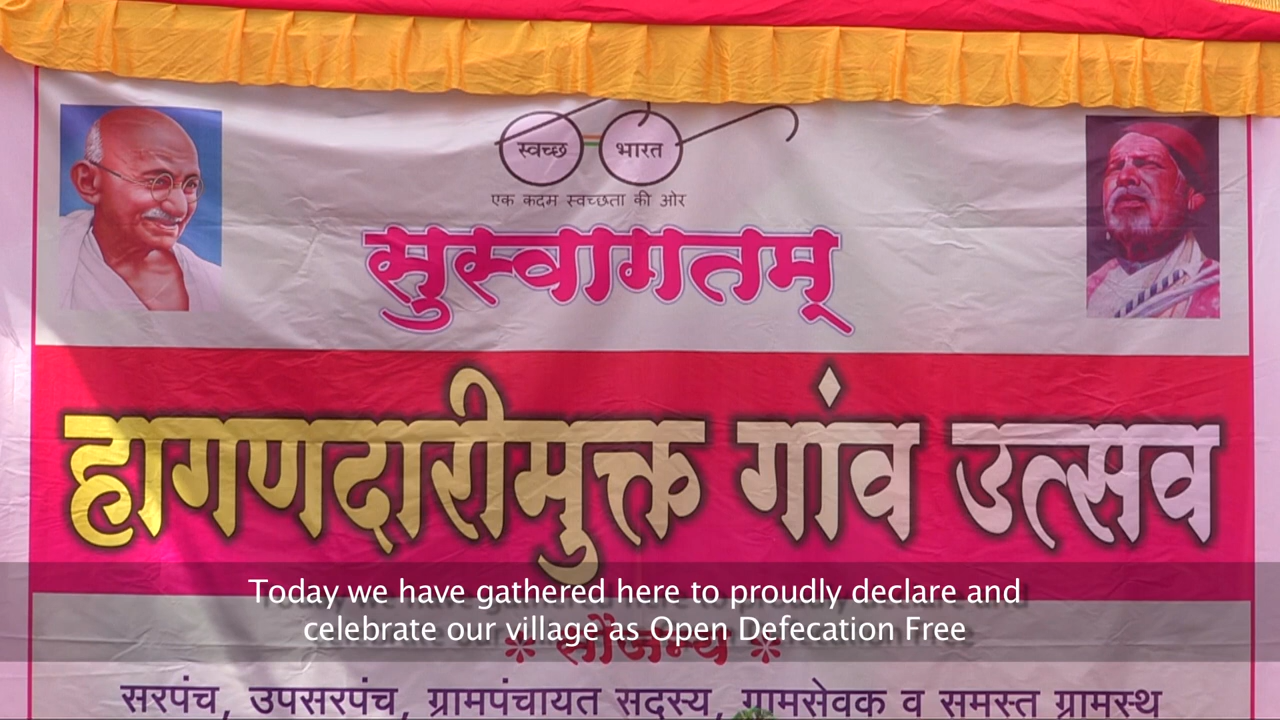 स्वच्छ भारत
एक कदम स्वच्छता की ओर
सुस्वागतम्
हागणदारीमुक्त गांव उत्सव
Today we have gathered here to proudly declare and
celebrate our village as Open Defecation Free
* सौजन्य *
सरपंच, उपसरपंच, ग्रामपंचायत सदस्य, ग्रामसेवक व समस्त ग्रामस्थ